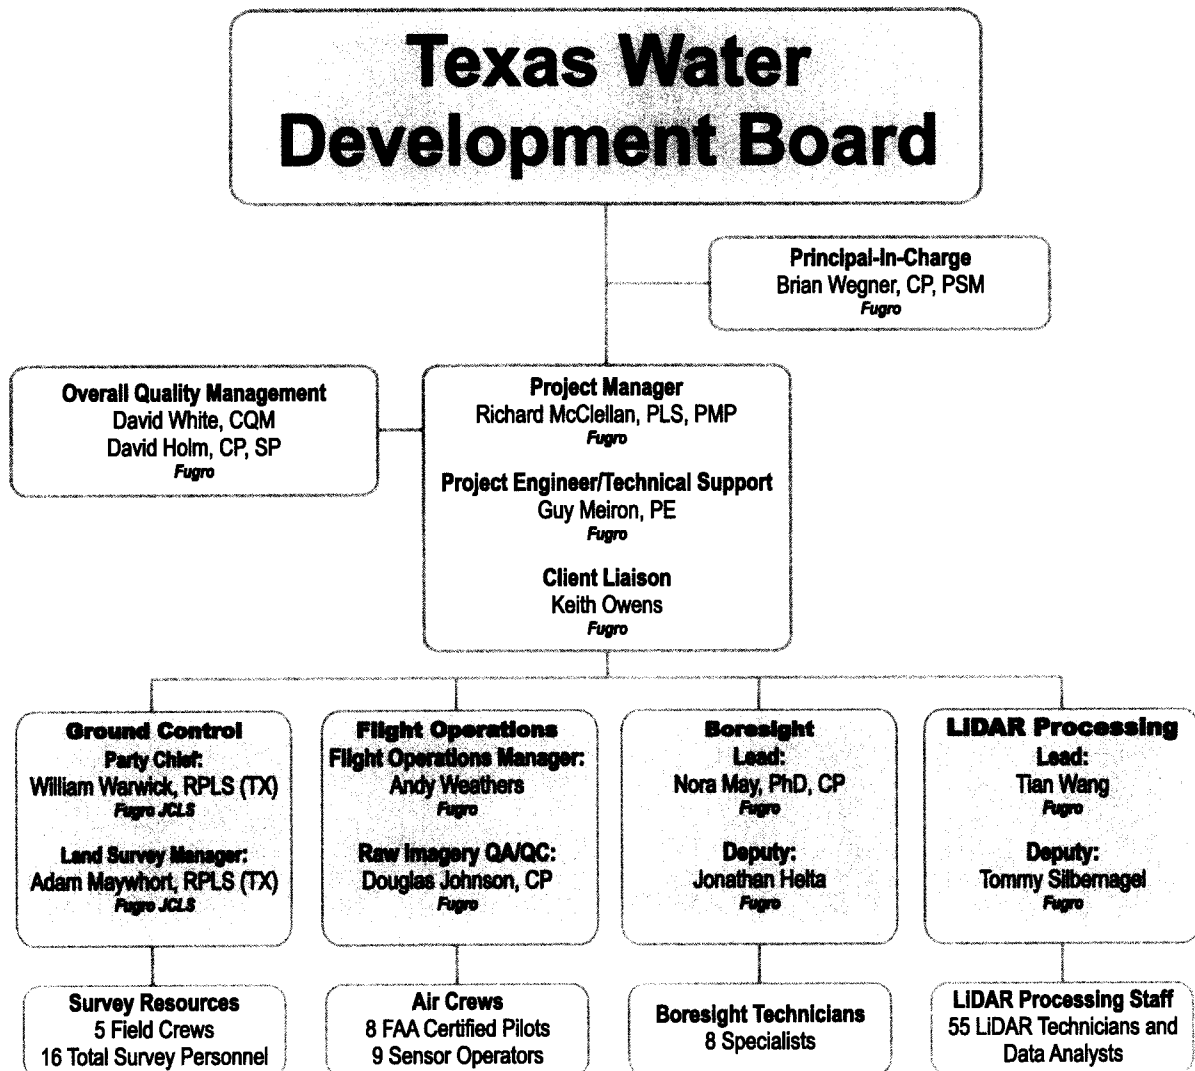 Texas Water
Development Board
Principal-In-Charge
Brian Wegner, CP, PSM
Fugro
Overall Quality Management
David White, CQM
David Holm, CP, SP
Fugro
Project Manager
Richard McClellan, PLS, PMP
Fugro
Project Engineer/Technical Support
Guy Meiron, PE
Fugro
Client Liaison
Keith Owens
Fugro
Ground Control
Party Chief:
William Warwick, RPLS (TX)
Fugro JCLS
Land Survey Manager:
Adam Maywhort, RPLS (TX)
Fugro JCLS
Flight Operations
Flight Operations Manager:
Andy Weathers
Fugro
Raw Imagery QA/QC:
Douglas Johnson, CP
Fugro
Boresight
Lead:
Nora May, PhD, CP
Fugro
Deputy:
Jonathan Heita
Fugro
LiDAR Processing
Lead:
Tian Wang
Fugro
Deputy:
Tommy Silbernagel
Fugro
Survey Resources
5 Field Crews
16 Total Survey Personnel
Air Crews
8 FAA Certified Pilots
9 Sensor Operators
Boresight Technicians
8 Specialists
LiDAR Processing Staff
55 LiDAR Technicians and
Data Analysts